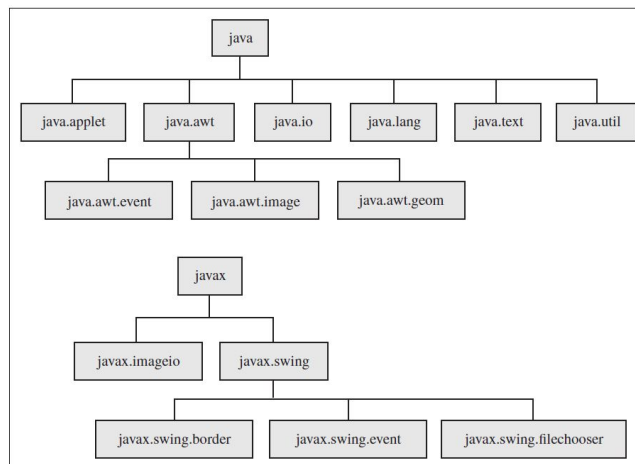 java
java.applet
java.awt
java.io
java.lang
java.text
java.util
java.awt.event
java.awt.image
java.awt.geom
javax
javax.imageio
javax.swing
javax.swing.border
javax.swing.event
javax.swing.filechooser